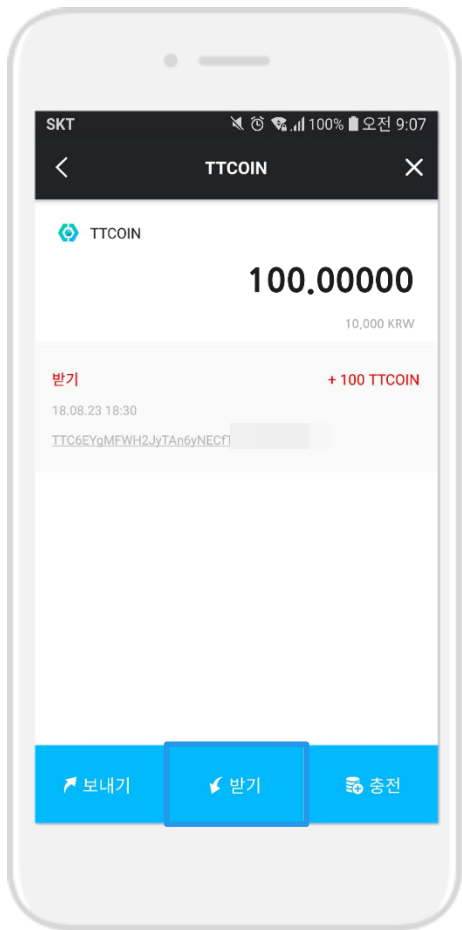 SKT 100% 오전 9:07
TTCOIN
TTCOIN
100.00000
10,000 KRW
받기 + 100 TTCOIN
18.08.23 18:30
TTC6EYgMFWH2JyTAn6yNECf
보내기 받기 충전